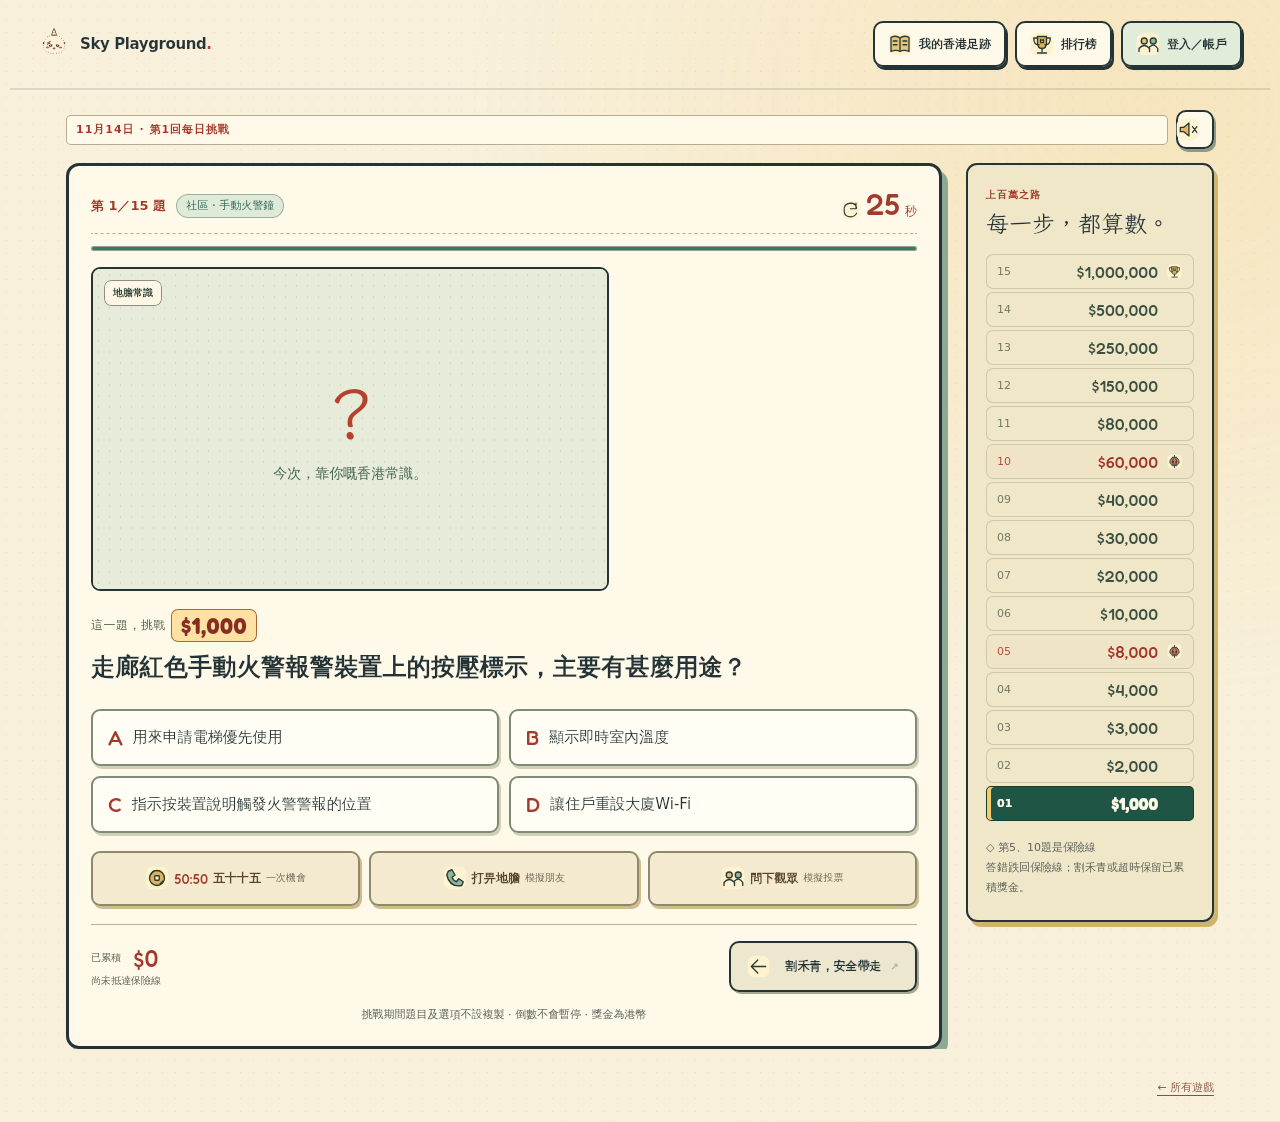 Sky Playground.
我的香港足跡
排行榜
登入／帳戶
11月14日 · 第1回每日挑戰
第 1／15 題
社區・手動火警鐘
25 秒
地膽常識
?
今次，靠你嘅香港常識。
這一題，挑戰 $1,000
走廊紅色手動火警報警裝置上的按壓標示，主要有甚麼用途？
A 用來申請電梯優先使用
B 顯示即時室內溫度
C 指示按裝置說明觸發火警警報的位置
D 讓住戶重設大廈Wi-Fi
50:50 五十十五 一次機會
打畀地膽 模擬朋友
問下觀眾 模擬投票
已累積 $0
尚未抵達保險線
← 割禾青，安全帶走 ↗
挑戰期間題目及選項不設複製 · 倒數不會暫停 · 獎金為港幣
上百萬之路
每一步，都算數。
15 $1,000,000
14 $500,000
13 $250,000
12 $150,000
11 $80,000
10 $60,000
09 $40,000
08 $30,000
07 $20,000
06 $10,000
05 $8,000
04 $4,000
03 $3,000
02 $2,000
01 $1,000
◇ 第5、10題是保險線
答錯跌回保險線；割禾青或超時保留已累
積獎金。
← 所有遊戲